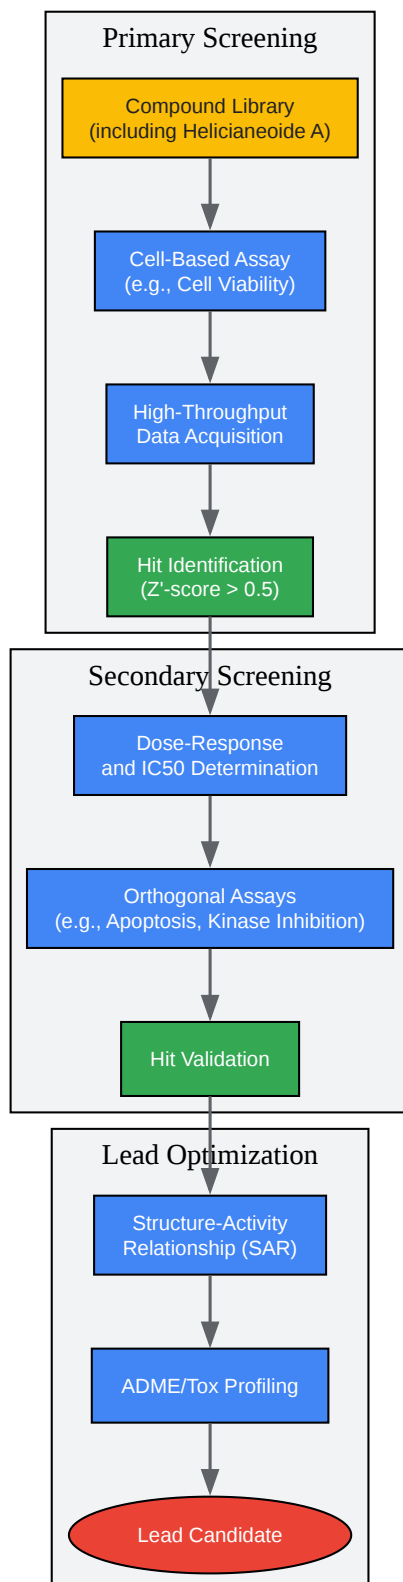 Primary Screening
Compound Library
(including Helicianeoide A)
Cell-Based Assay
(e.g., Cell Viability)
High-Throughput
Data Acquisition
Hit Identification
(Z'-score > 0.5)
Secondary Screening
Dose-Response
and IC50 Determination
Orthogonal Assays
(e.g., Apoptosis, Kinase Inhibition)
Hit Validation
Lead Optimization
Structure-Activity
Relationship (SAR)
ADME/Tox Profiling
Lead Candidate